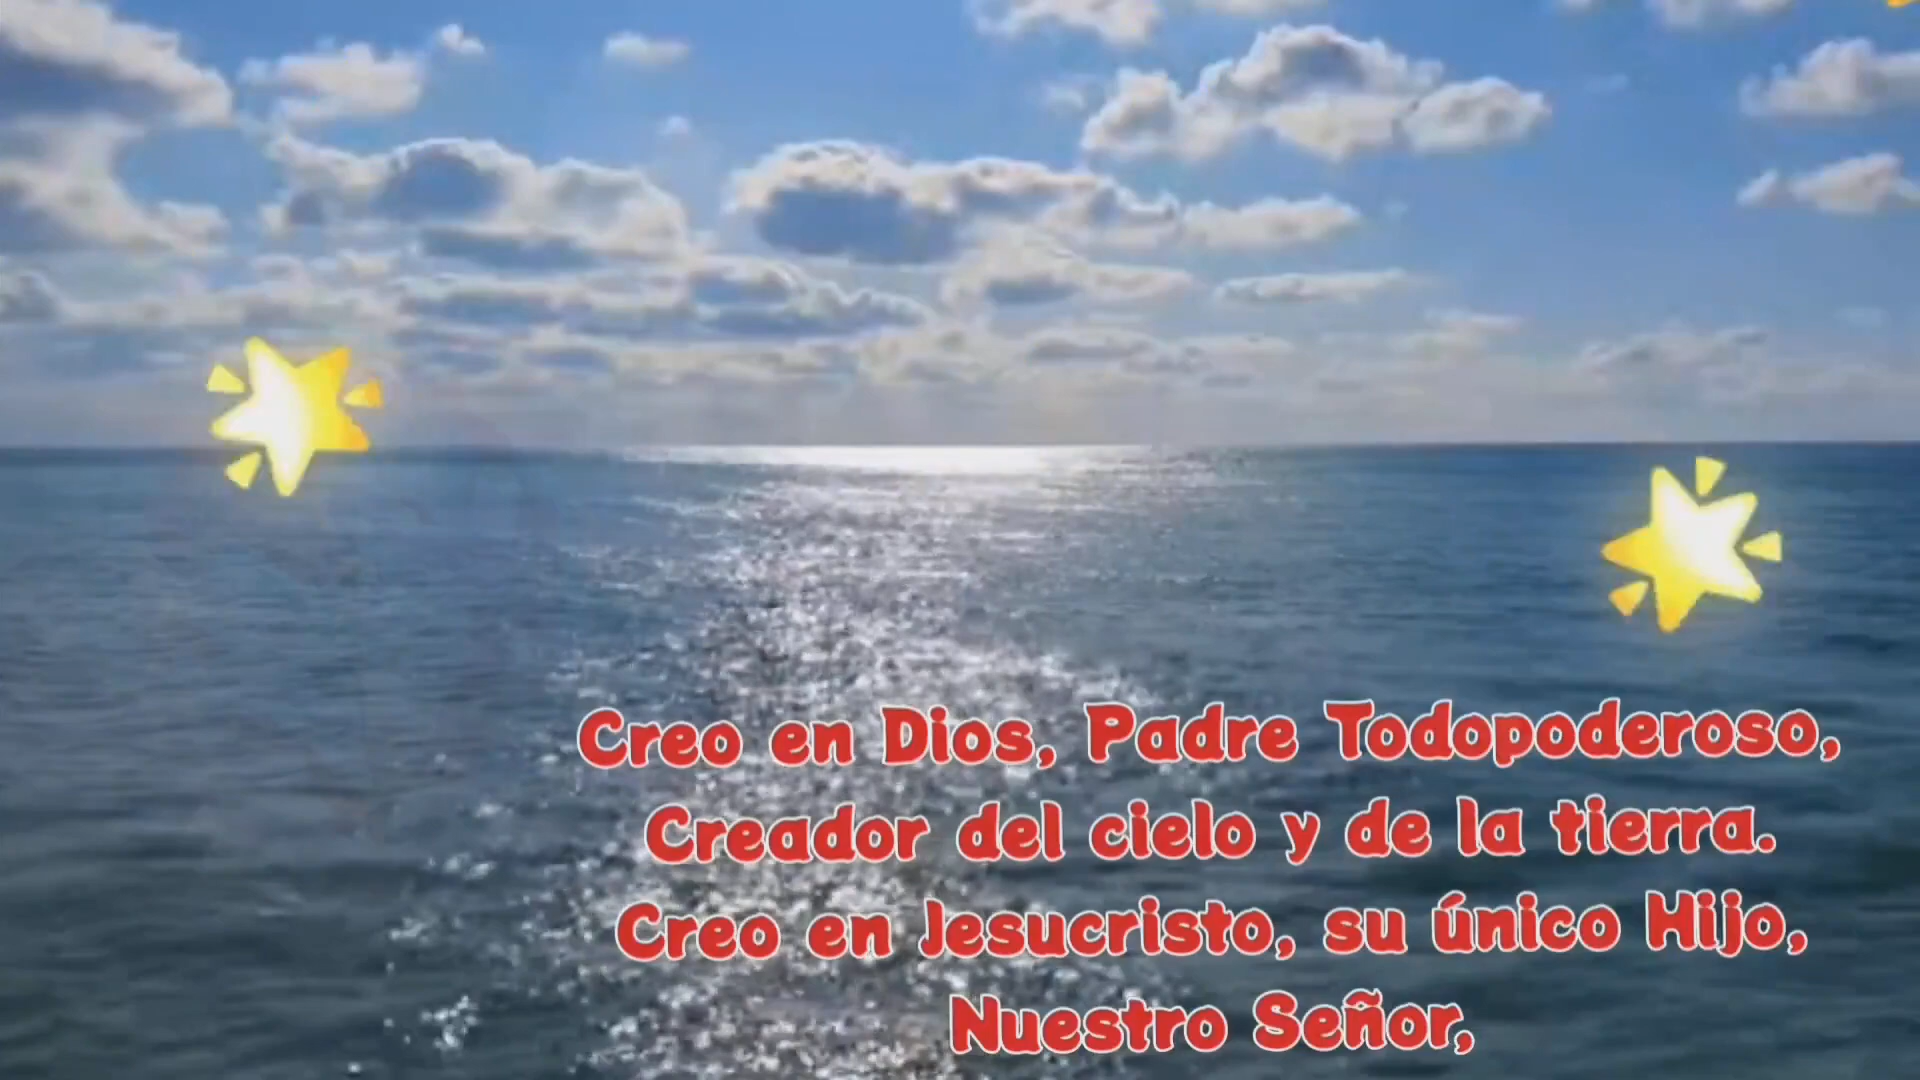 Creo en Dios, Padre Todopoderoso,
Creador del cielo y de la tierra.
Creo en Jesucristo, su único Hijo,
Nuestro Señor,